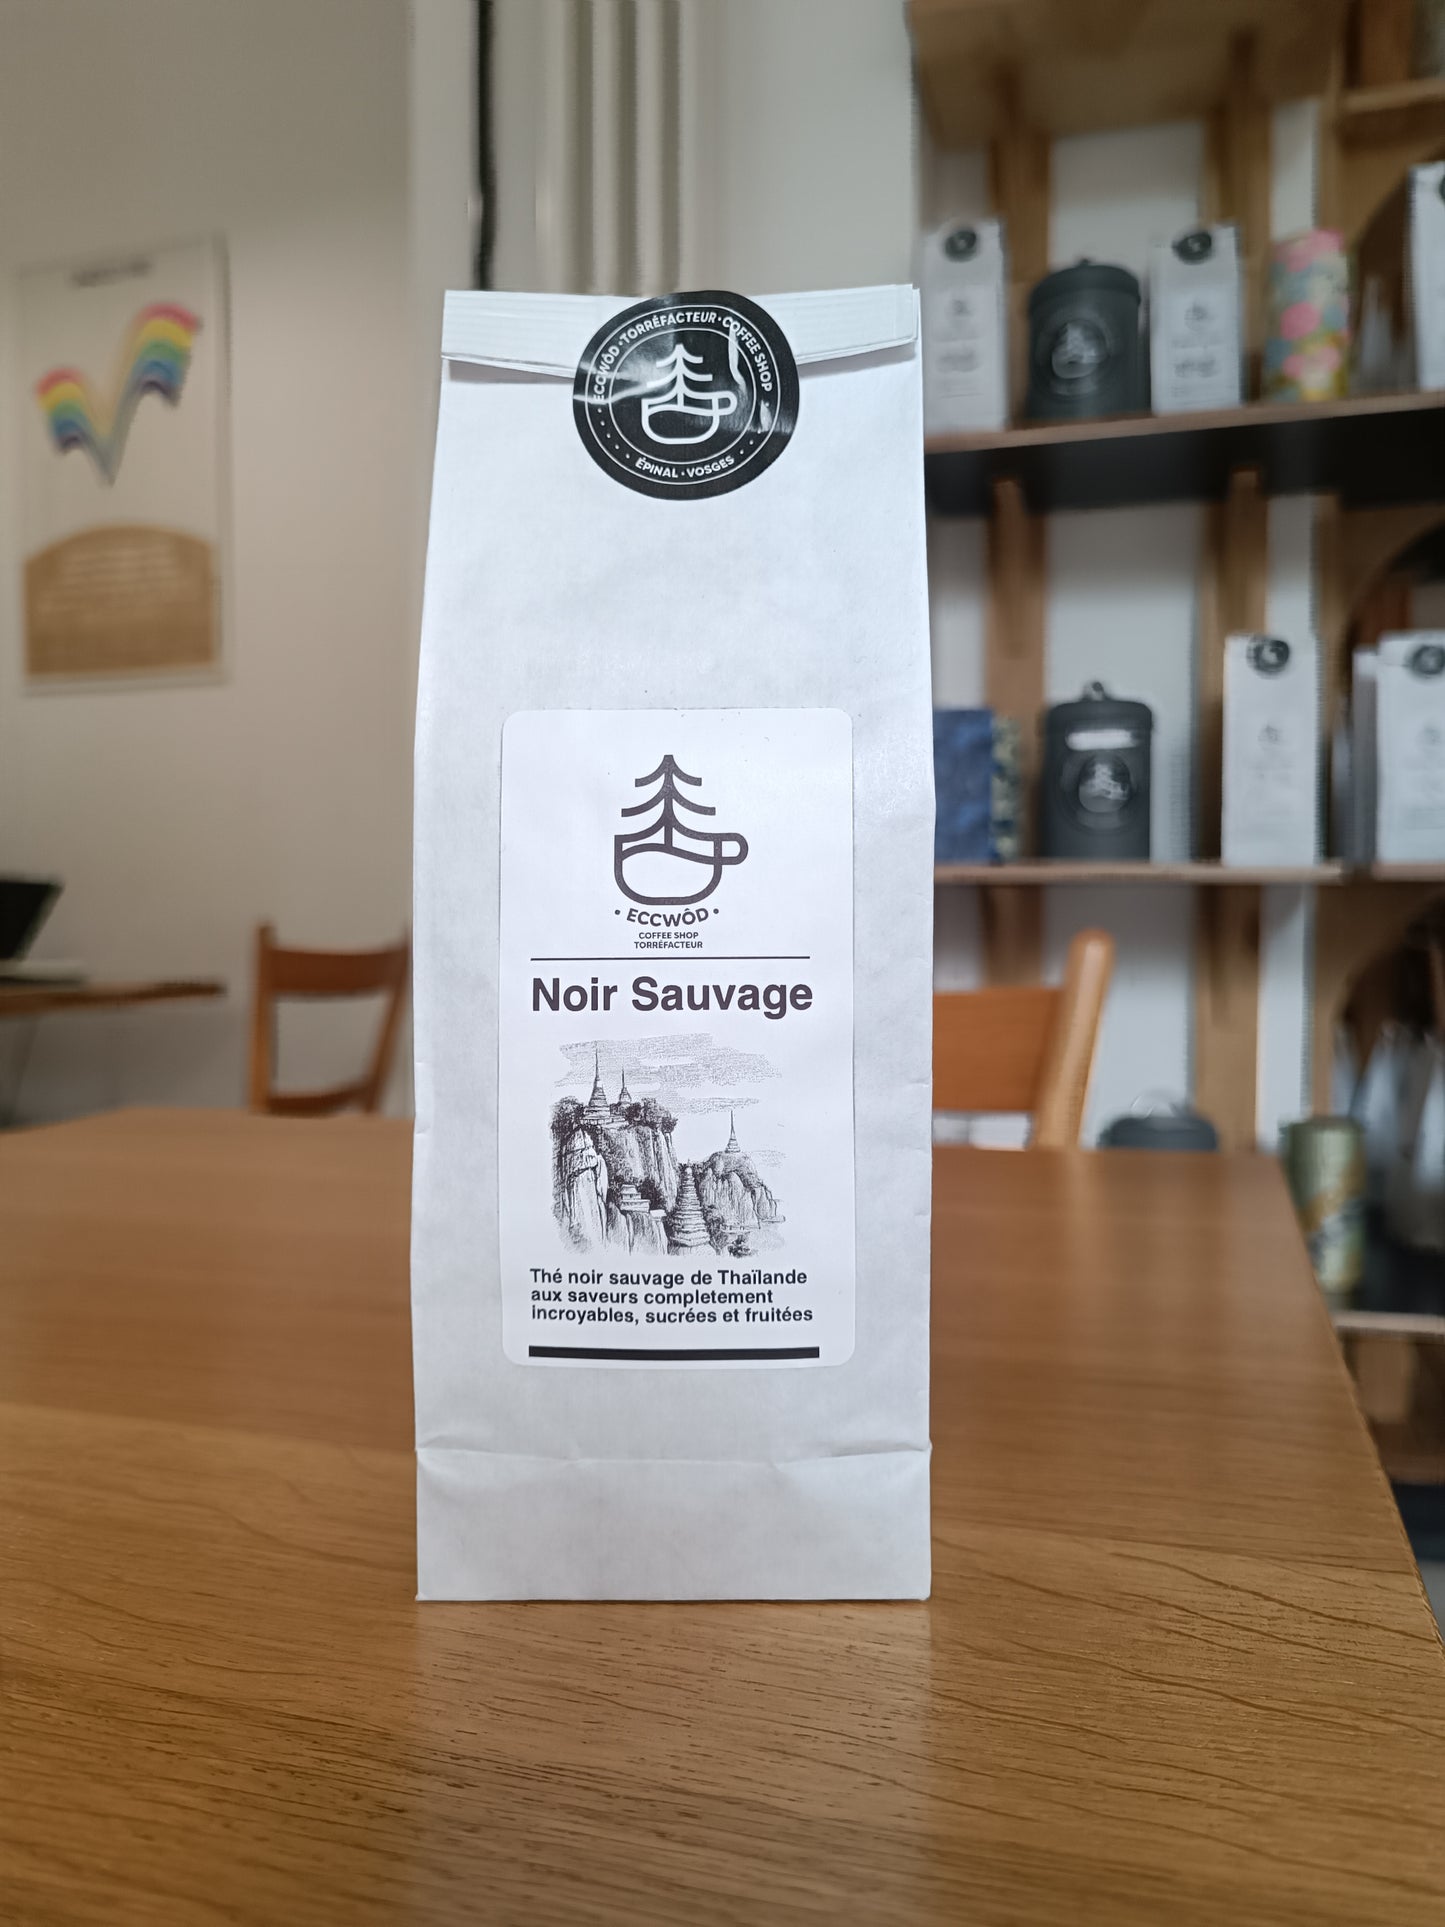 ECCWÔD · TORRÉFACTEUR · COFFEE SHOP
ÉPINAL · VOSGES
• ECCWÔD •
COFFEE SHOP
TORRÉFACTEUR
Noir Sauvage
Thé noir sauvage de Thaïlande
aux saveurs completement
incroyables, sucrées et fruitées